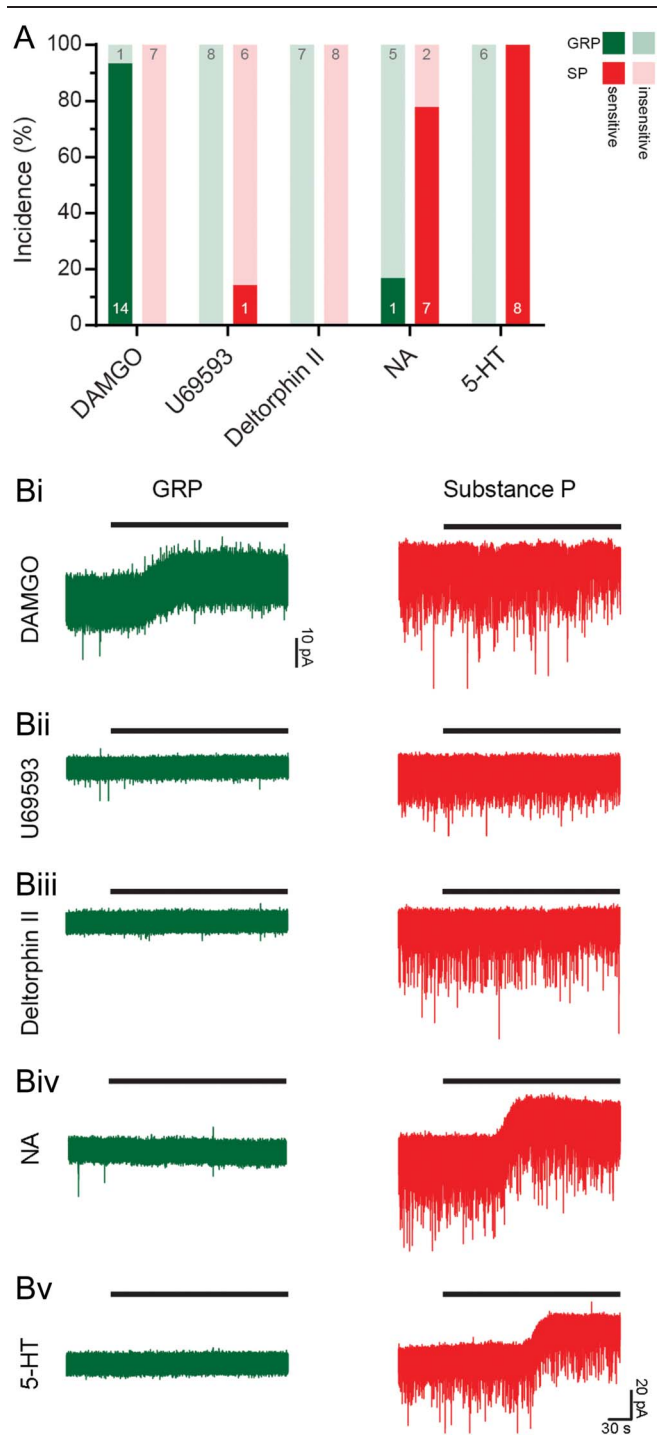 A
Incidence (%)
100
80
60
40
20
0
1 7 8 6 7 8 5 2 6
14 1 1 7 8
DAMGO U69593 Deltorphin II NA 5-HT
GRP
SP
sensitive
insensitive
Bi GRP Substance P
DAMGO
10 pA
Bii
U69593
Biii
Deltorphin II
Biv
NA
Bv
5-HT
20 pA
30 s